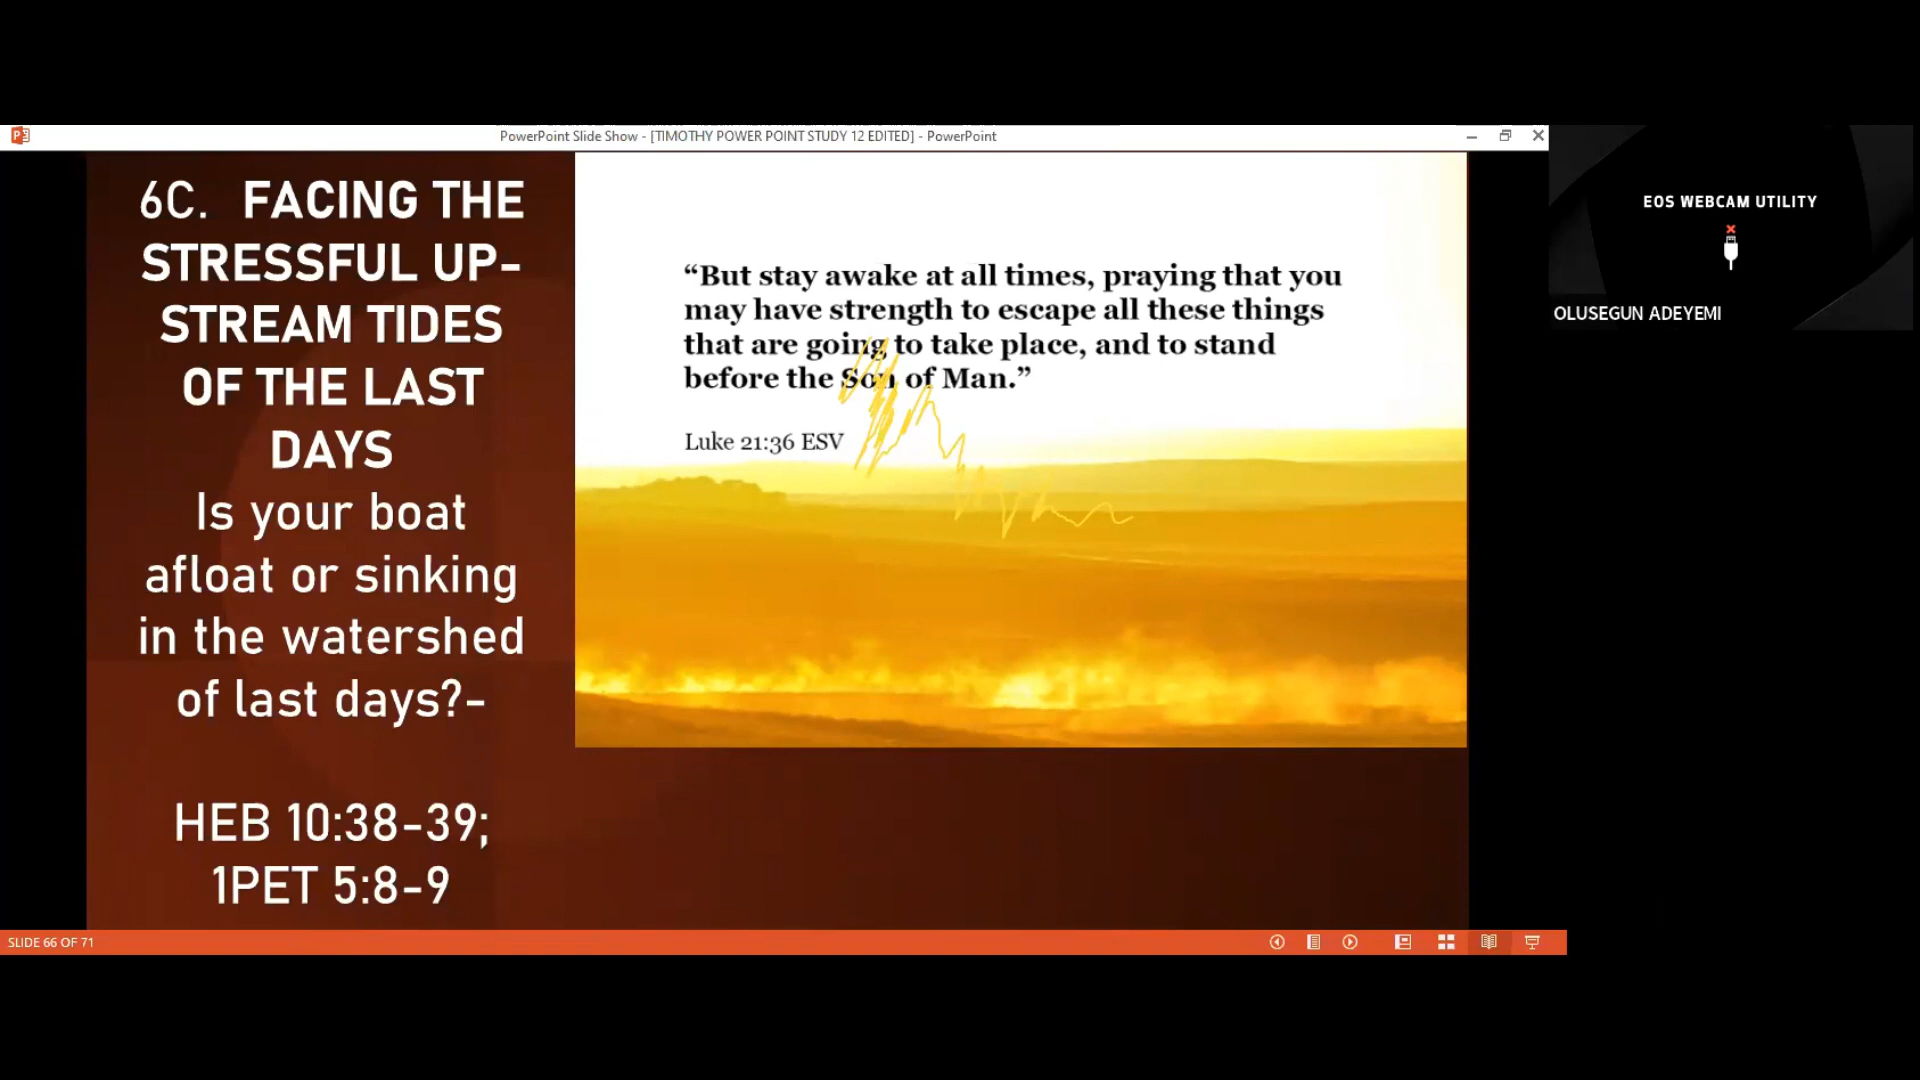 PowerPoint Slide Show - [TIMOTHY POWER POINT STUDY 12 EDITED] - PowerPoint
6C. FACING THE
STRESSFUL UP-
STREAM TIDES
OF THE LAST
DAYS
Is your boat
afloat or sinking
in the watershed
of last days?-
HEB 10:38-39;
1PET 5:8-9
“But stay awake at all times, praying that you
may have strength to escape all these things
that are going to take place, and to stand
before the Son of Man.”
Luke 21:36 ESV
EOS WEBCAM UTILITY
OLUSEGUN ADEYEMI
SLIDE 66 OF 71